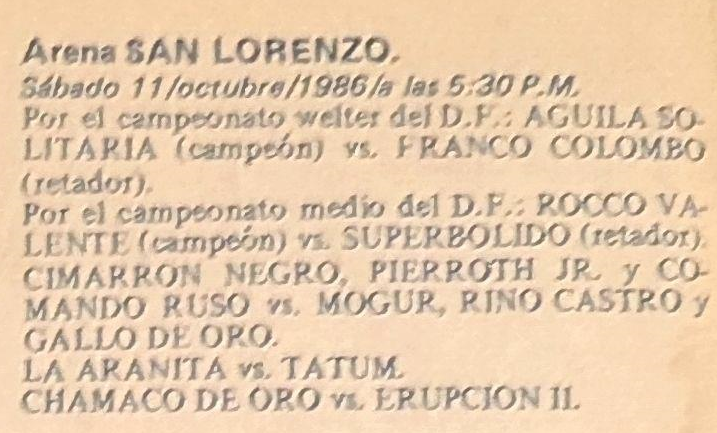 Arena SAN LORENZO.
Sábado 11/octubre/1986/a las 5:30 P.M.
Por el campeonato welter del D.F.: AGUILA SO-
LITARIA (campeón) vs. FRANCO COLOMBO
(retador).
Por el campeonato medio del D.F.: ROCCO VA-
LENTE (campeón) vs. SUPERBOLIDO (retador).
CIMARRON NEGRO, PIERROTH JR. y CO-
MANDO RUSO vs. MOGUR, RINO CASTRO y
GALLO DE ORO.
LA ARANITA vs. TATUM.
CHAMACO DE ORO vs. ERUPCION II.